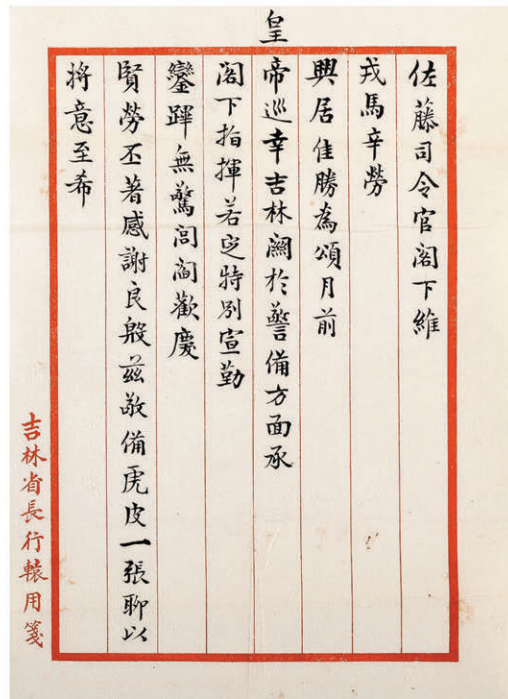 佐藤司令官閣下維
戎馬辛勞
興居佳勝為頌月前
皇
帝巡幸吉林關於警備方面承
閣下指揮若定特別宣勤
鑾蹕無驚閭閻歡慶
賢勞丕著感謝良殷茲敬備虎皮一張聊以
將意至希
吉林省長行轅用箋